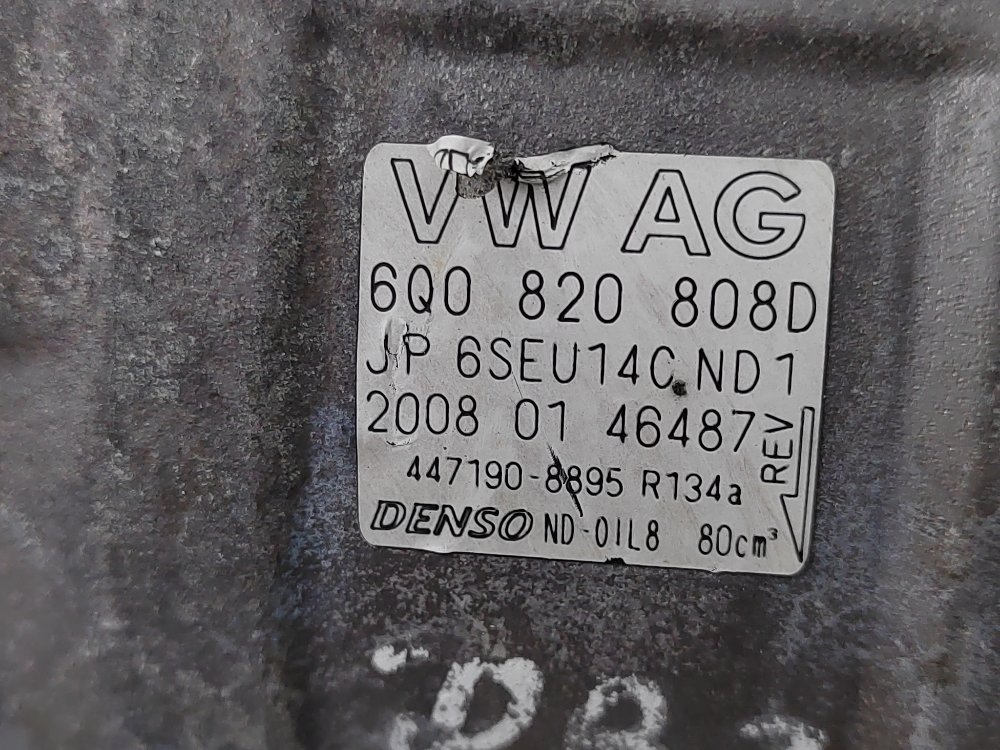 VW AG
6Q0 820 808D
JP 6SEU14C ND1
2008 01 46487
REV
447190-8895 R134a
DENSO ND-OIL8 80cm³